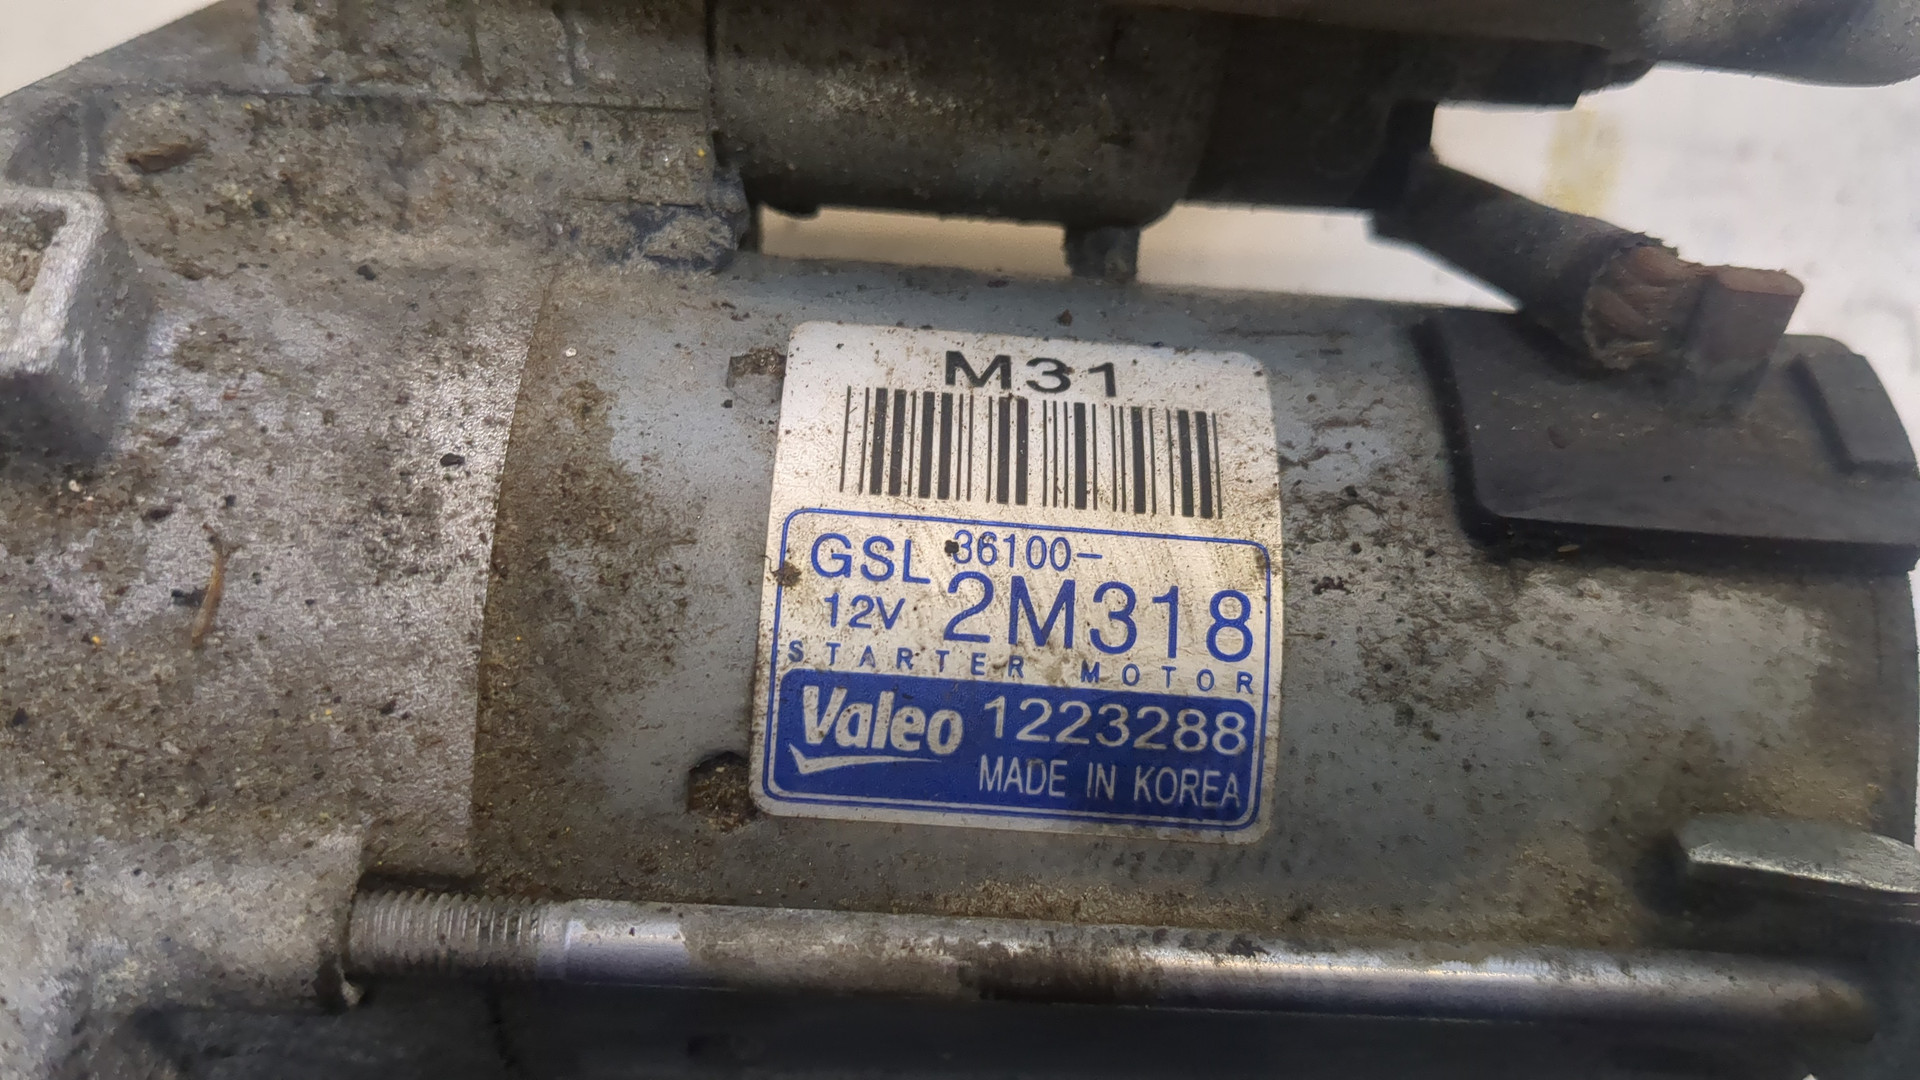 M31
GSL 36100-
12V 2M318
STARTER MOTOR
Valeo 1223288
MADE IN KOREA